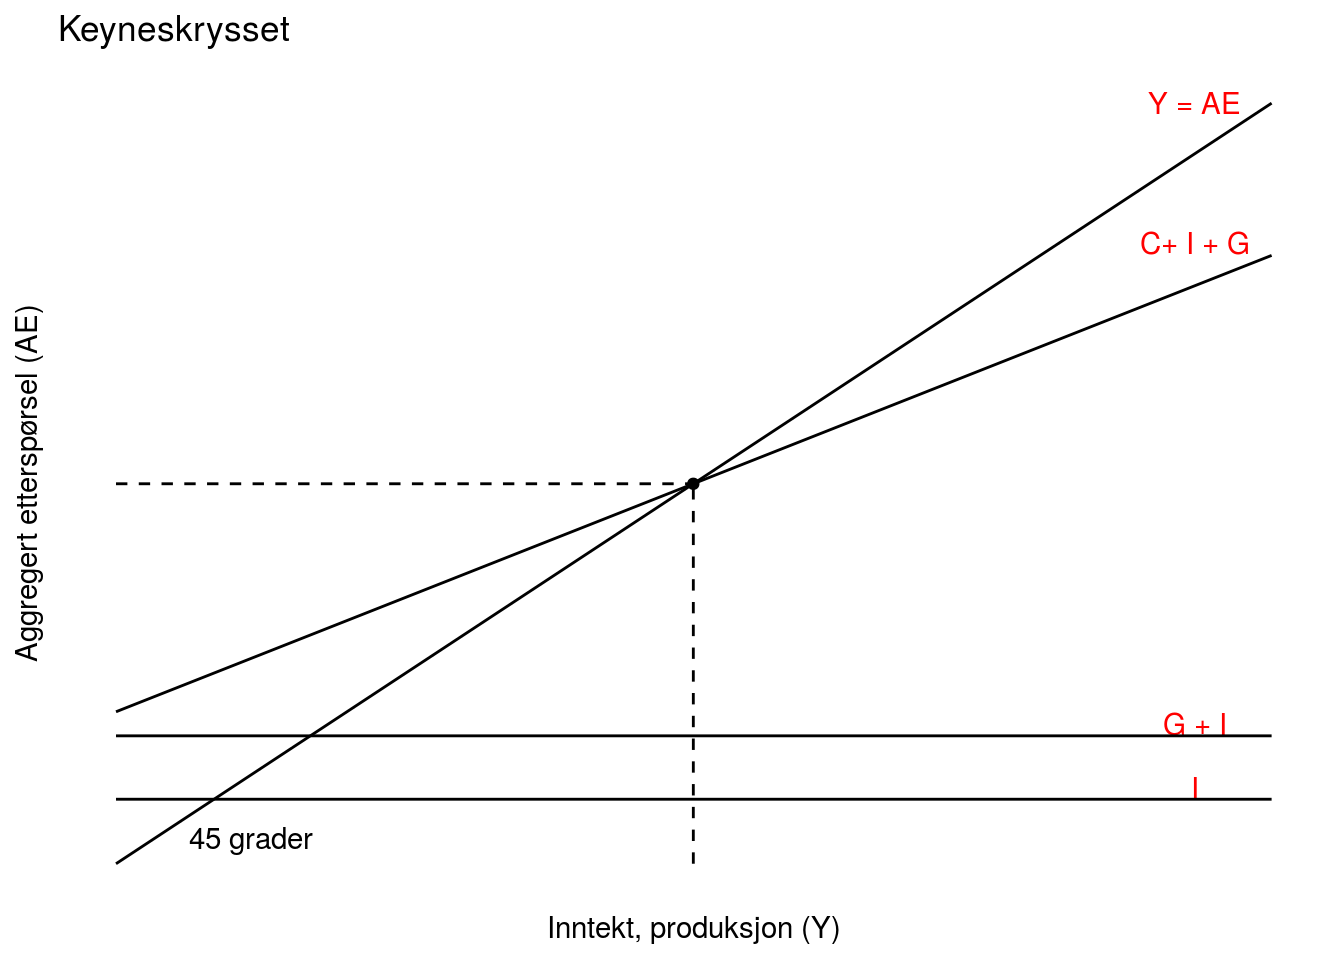 Keyneskrysset
Y = AE
C+ I + G
Aggregert etterspørsel (AE)
G + I
I
45 grader
Inntekt, produksjon (Y)